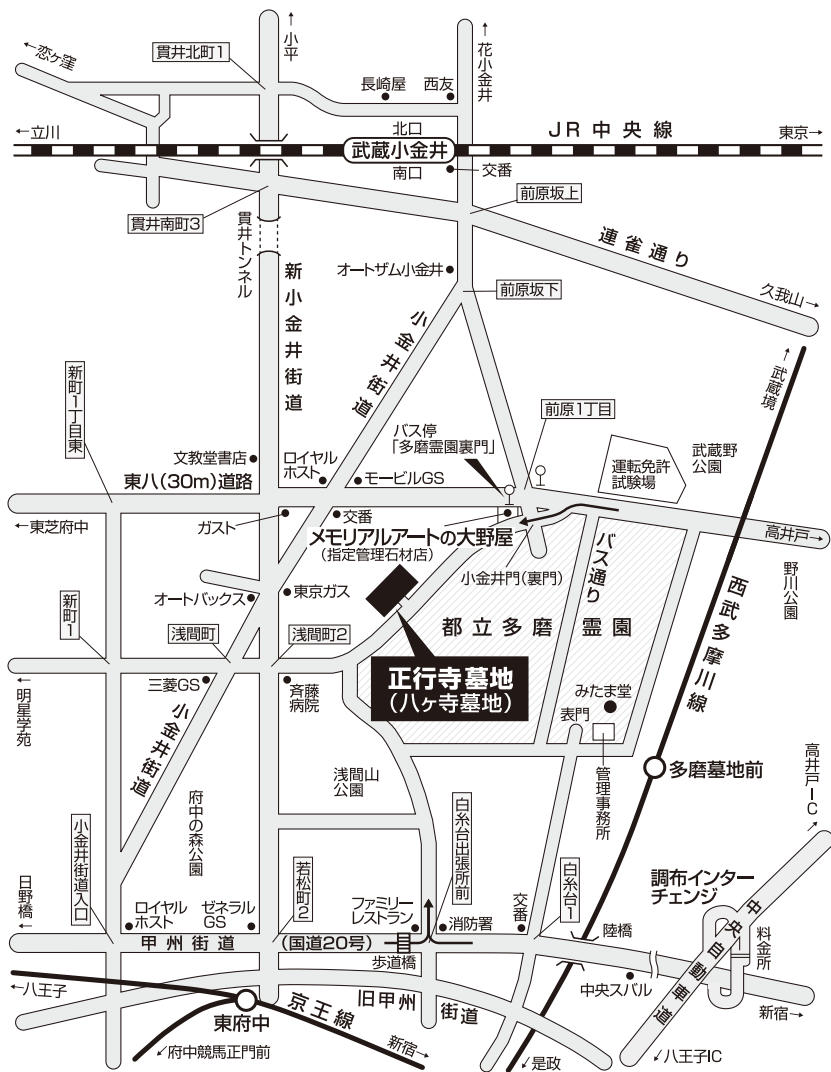 ←恋ヶ窪
貫井北町1
↑小平
長崎屋
西友
↑花小金井
←立川
北口
JR中央線
東京→
武蔵小金井
南口
交番
貫井南町3
貫井トンネル
前原坂上
連雀通り
久我山→
オートザム小金井
前原坂下
新小金井街道
小金井街道
↑武蔵境
新町1丁目東
バス停
「多磨霊園裏門」
前原1丁目
文教堂書店
ロイヤル
ホスト
モービルGS
運転免許
試験場
武蔵野
公園
東八(30m)道路
←東芝府中
ガスト
交番
メモリアルアートの大野屋
(指定管理石材店)
小金井門(裏門)
バス通り
高井戸→
野川公園
新町1
オートバックス
東京ガス
浅間町
浅間町2
都立多磨霊園
西武多摩川線
正行寺墓地
(八ヶ寺墓地)
←明星学苑
三菱GS
斉藤
病院
みたま堂
表門
管理事務所
小金井街道
浅間山
公園
多磨墓地前
高井戸IC→
府中の森公園
小金井街道入口
若松町2
白糸台出張所前
白糸台1
調布インター
チェンジ
←日野橋
ロイヤル
ホスト
ゼネラル
GS
ファミリー
レストラン
消防署
交番
陸橋
料金所
甲州街道
(国道20号)
歩道橋
中央自動車道
中央スバル
←八王子
東府中
京王線
旧甲州街道
新宿→
↙府中競馬正門前
新宿→
↙是政
↙八王子IC